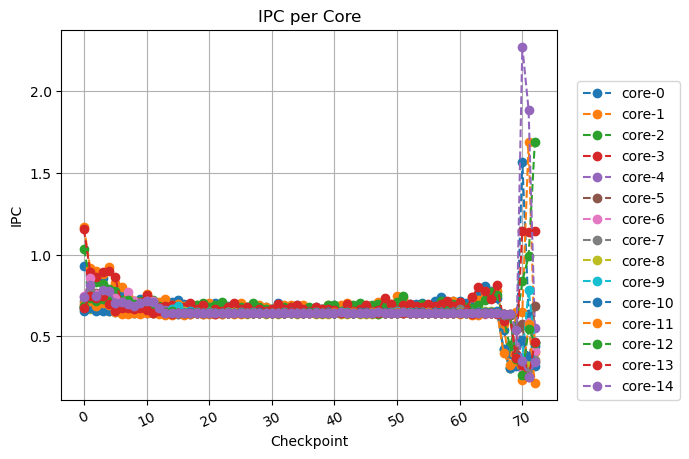 IPC per Core
IPC
2.0
1.5
1.0
0.5
0
10
20
30
40
50
60
70
Checkpoint
core-0
core-1
core-2
core-3
core-4
core-5
core-6
core-7
core-8
core-9
core-10
core-11
core-12
core-13
core-14